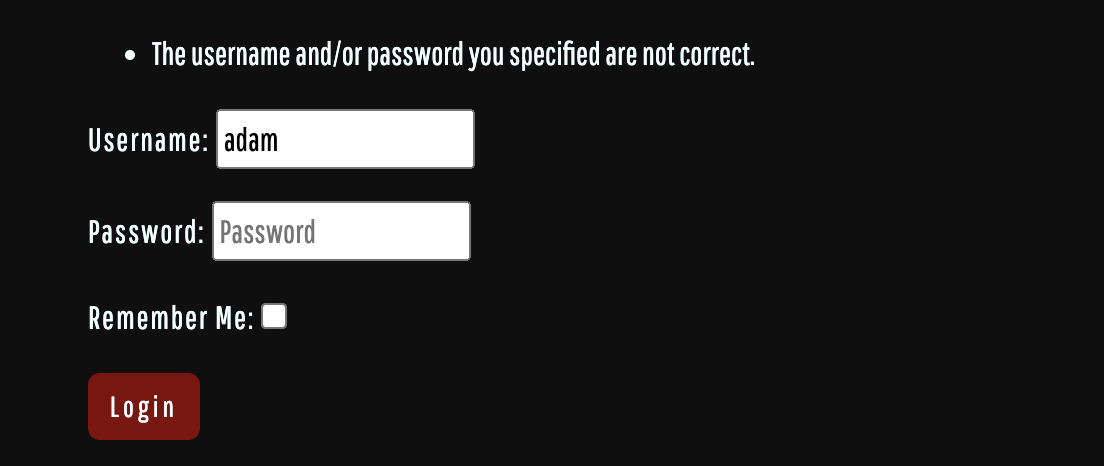 The username and/or password you specified are not correct.
Username: adam
Password: Password
Remember Me:
Login